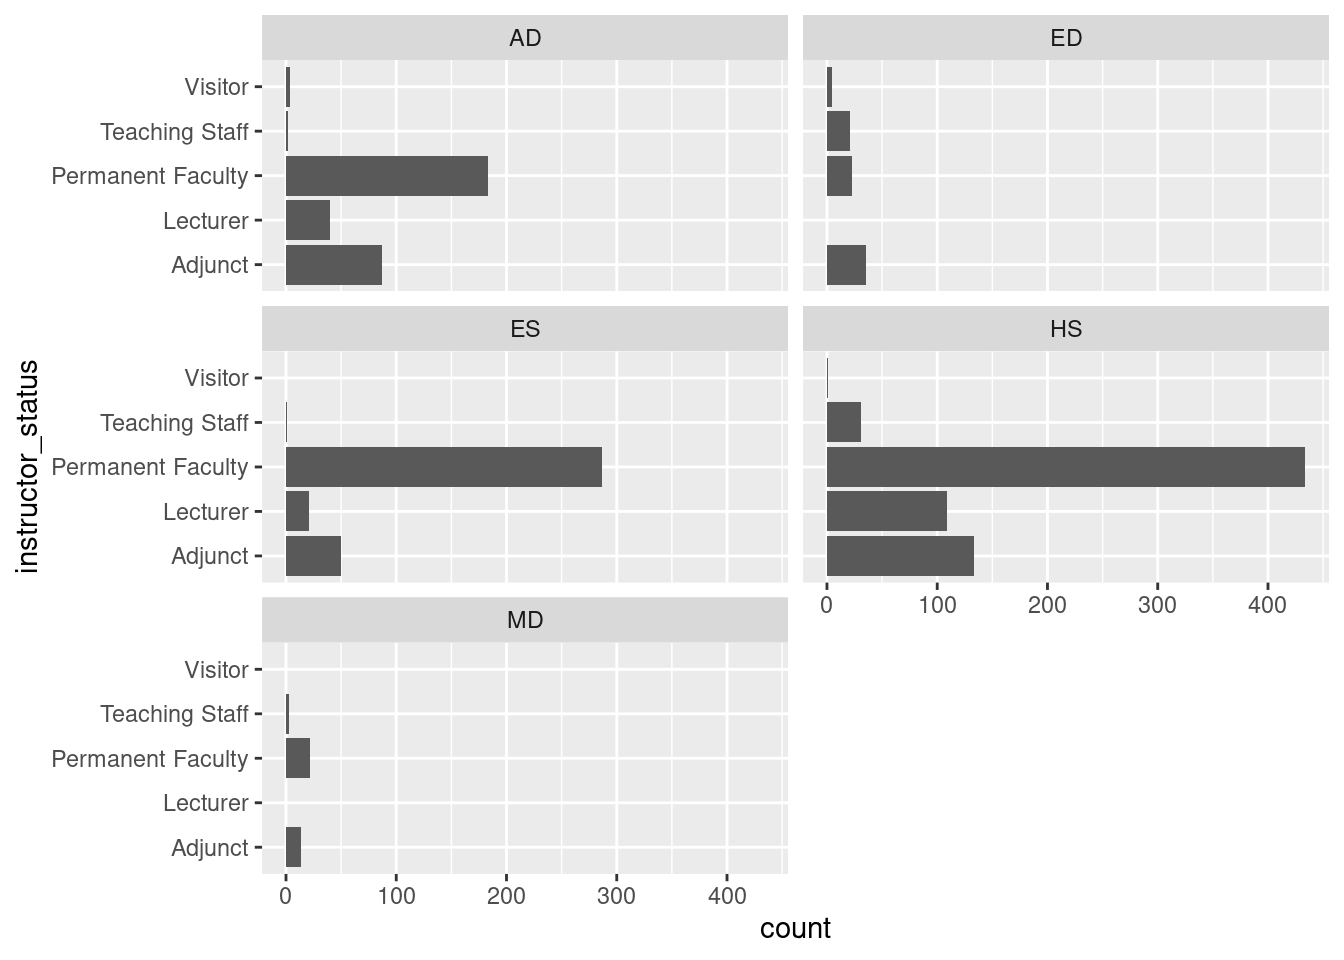 AD
ED
Visitor
Teaching Staff
Permanent Faculty
Lecturer
Adjunct
ES
HS
Visitor
Teaching Staff
Permanent Faculty
Lecturer
Adjunct
0 100 200 300 400
MD
Visitor
Teaching Staff
Permanent Faculty
Lecturer
Adjunct
0 100 200 300 400
count
instructor_status